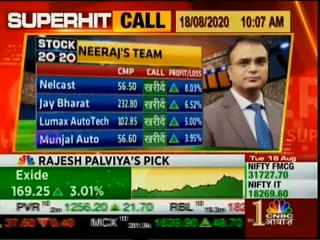 SUPERHIT CALL 18/08/2020 10:07 AM
STOCK 20 20 NEERAJ'S TEAM
CMP CALL PROFIT/LOSS
Nelcast 56.50 खरीदें 8.03%
Jay Bharat 232.80 खरीदें 6.52%
Lumax AutoTech 102.85 खरीदें 5.00%
Munjal Auto 56.60 खरीदें 3.95%
RAJESH PALVIYA'S PICK
Exide
169.25 3.01%
Tue 18 Aug
NIFTY FMCG
31727.70
NIFTY IT
18269.60
PVR 1256.20 21.70 RBL
No 1 CNBC
आवाज़